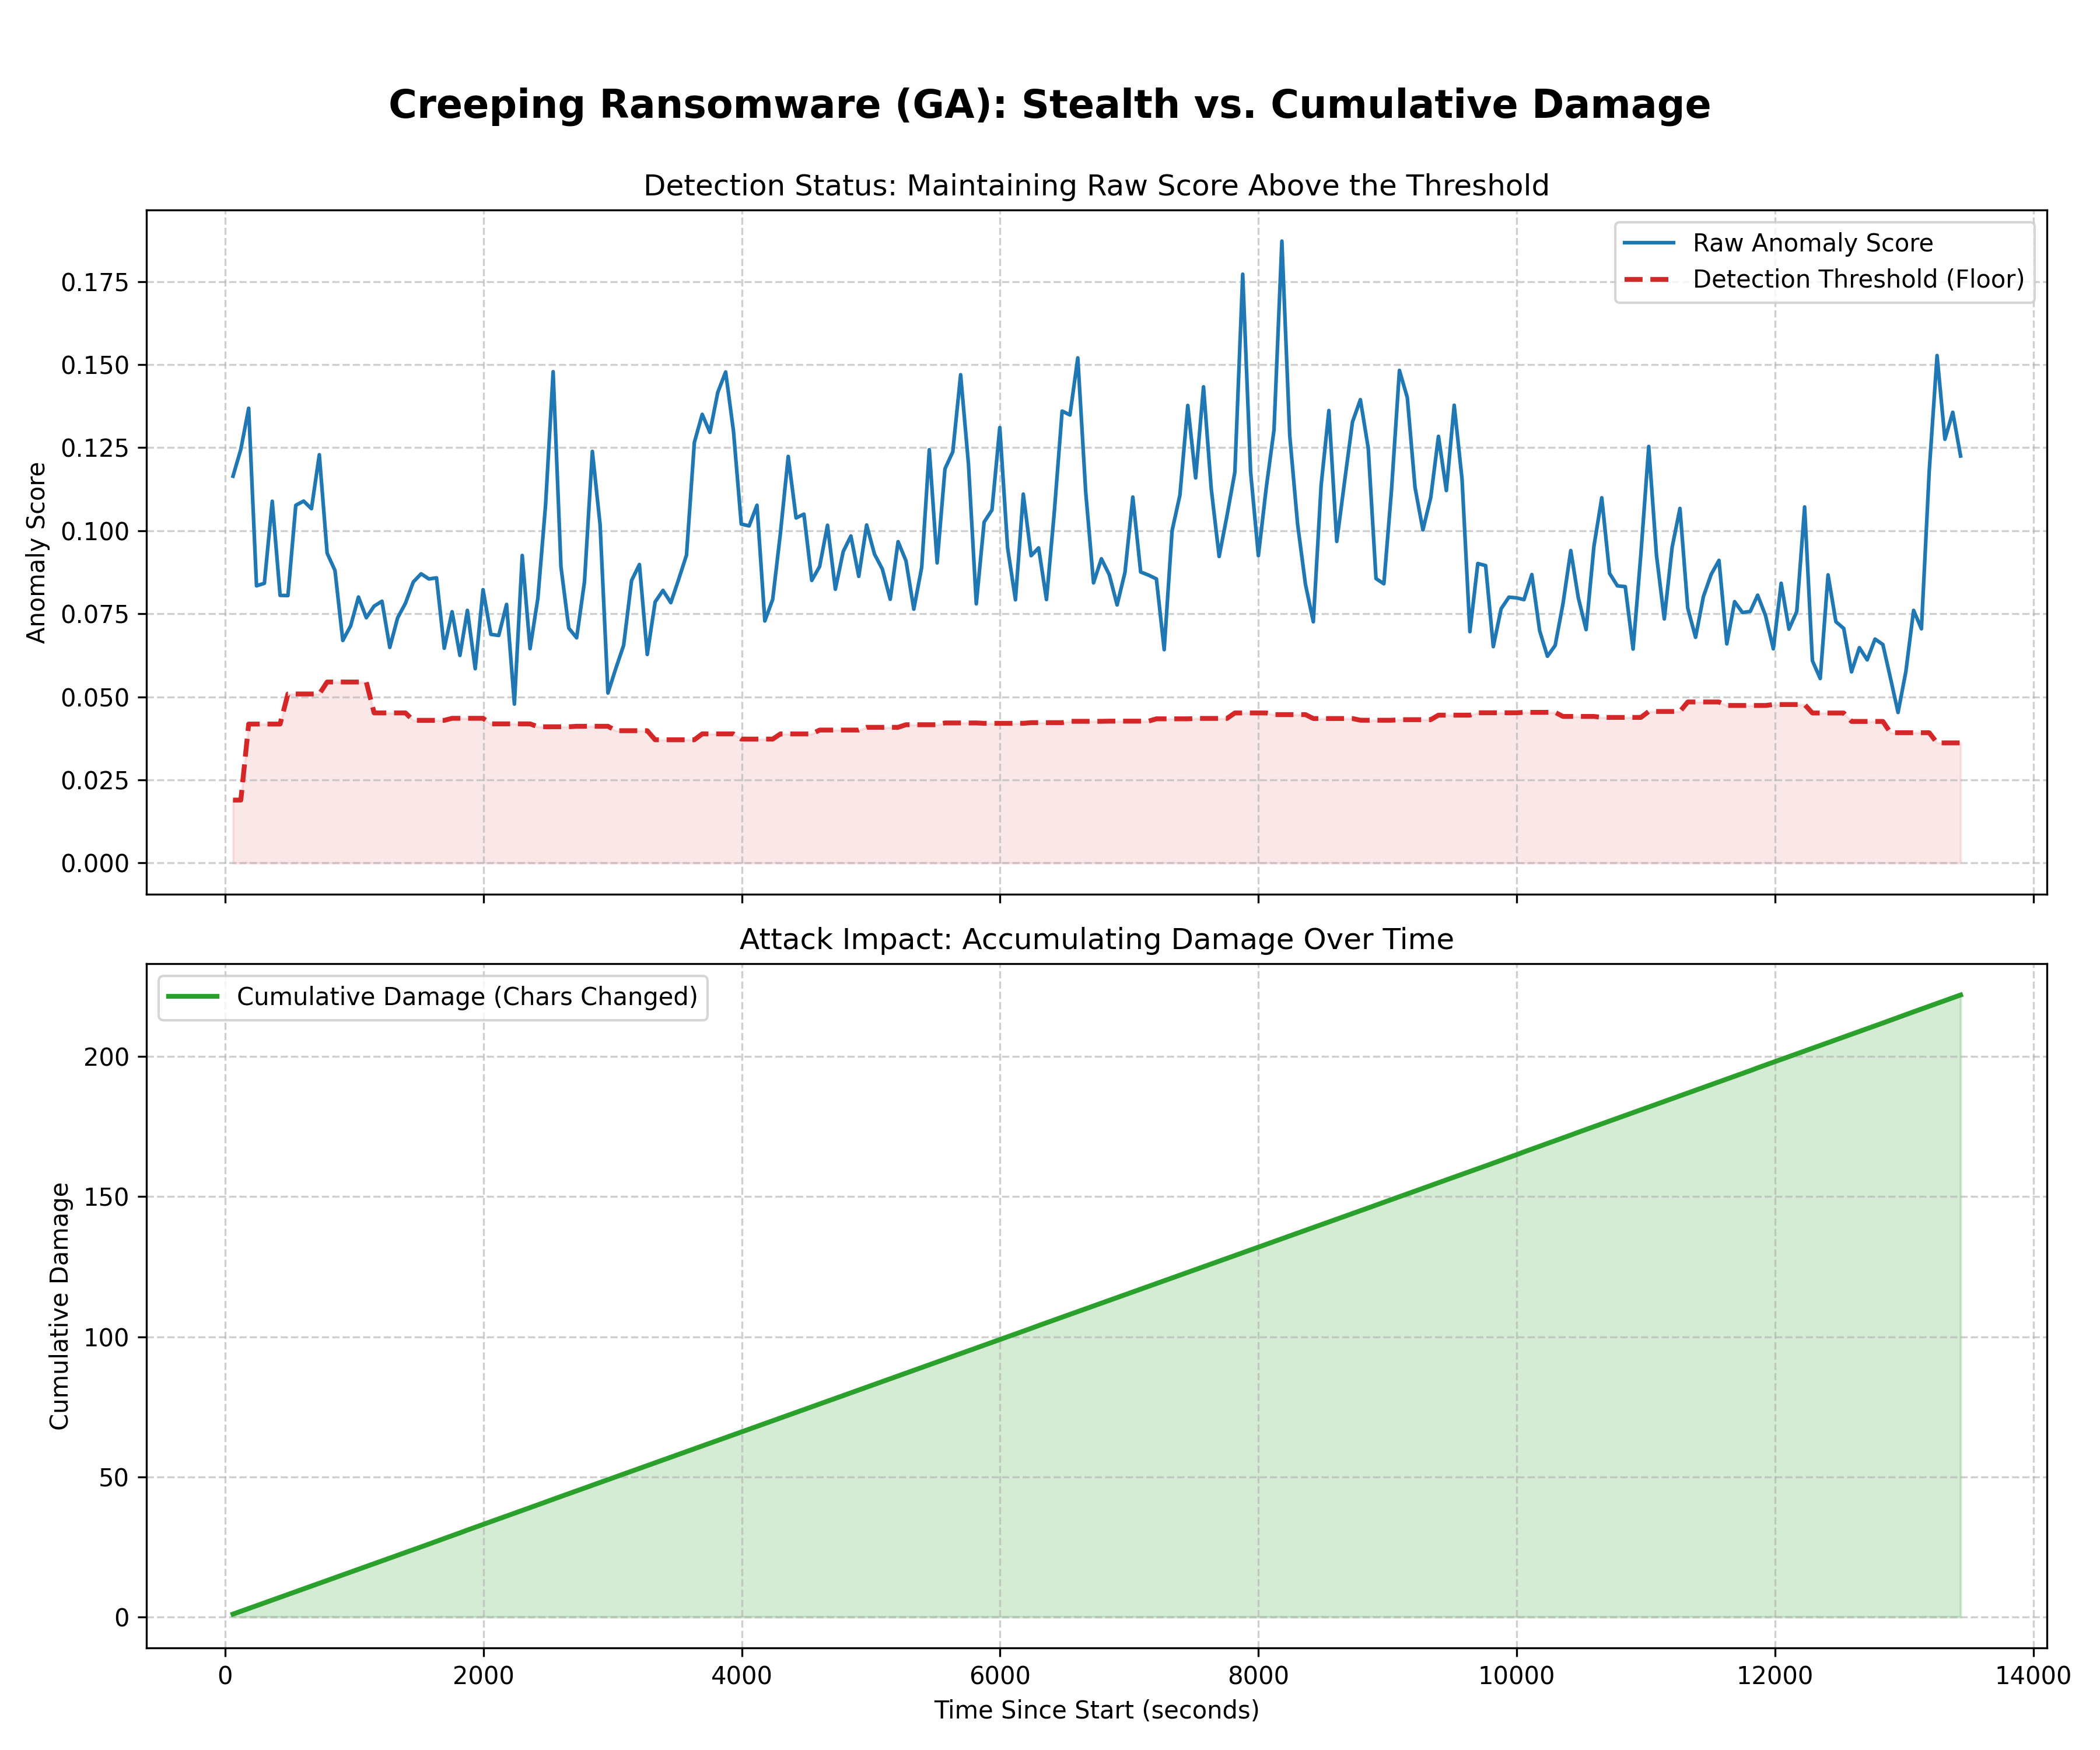 Creeping Ransomware (GA): Stealth vs. Cumulative Damage
Detection Status: Maintaining Raw Score Above the Threshold
Raw Anomaly Score
Detection Threshold (Floor)
Anomaly Score
0.175
0.150
0.125
0.100
0.075
0.050
0.025
0.000
Attack Impact: Accumulating Damage Over Time
Cumulative Damage (Chars Changed)
Cumulative Damage
200
150
100
50
0
0 2000 4000 6000 8000 10000 12000 14000
Time Since Start (seconds)